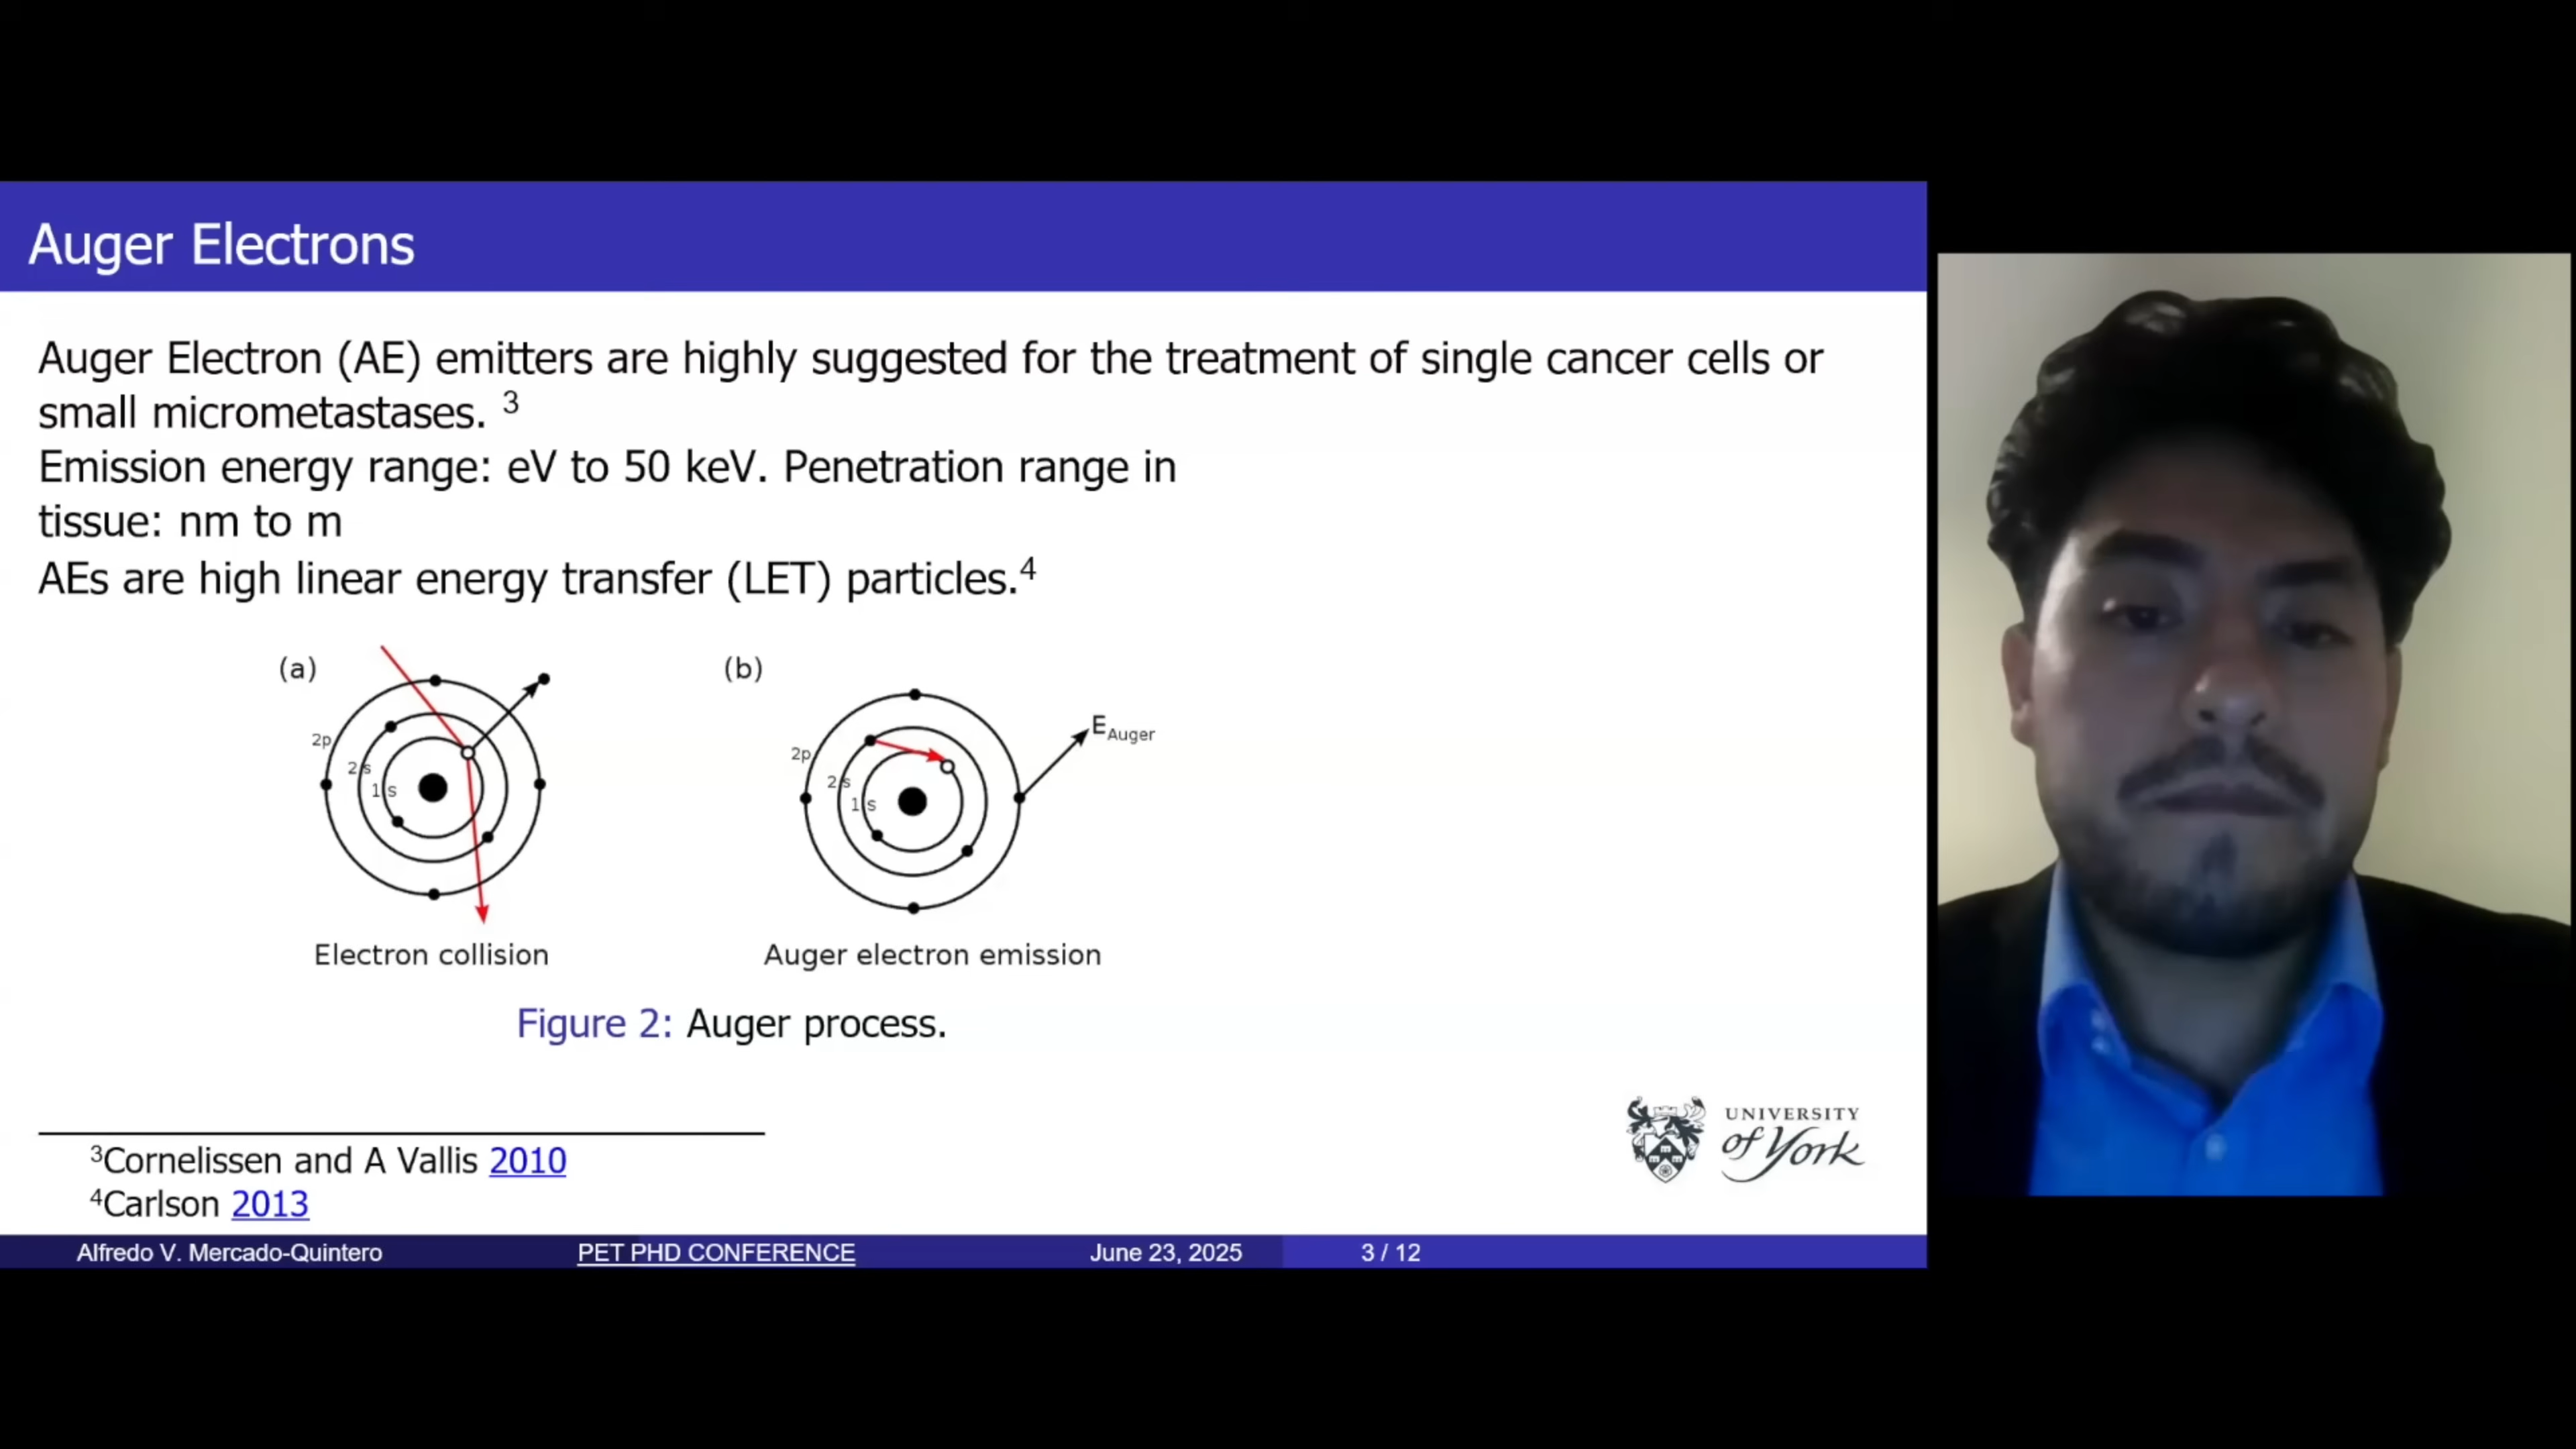 Auger Electrons
Auger Electron (AE) emitters are highly suggested for the treatment of single cancer cells or
small micrometastases. 3
Emission energy range: eV to 50 keV. Penetration range in
tissue: nm to m
AEs are high linear energy transfer (LET) particles.4
(a)
2p
2s
1s
Electron collision
(b)
2p
2s
1s
EAuger
Auger electron emission
Figure 2: Auger process.
UNIVERSITY
of York
3Cornelissen and A Vallis 2010
4Carlson 2013
Alfredo V. Mercado-Quintero PET PHD CONFERENCE June 23, 2025 3 / 12